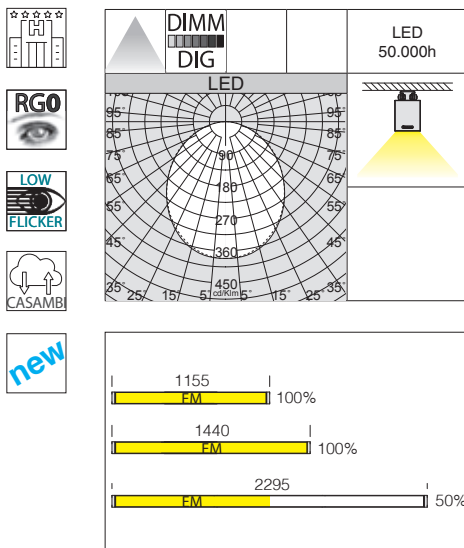 DIMM
DIG
LED
50.000h
RG0
LED
95° 95°
85° 85°
75° 75°
65° 65°
55° 55°
45° 45°
35° 25° 15° 5° 5° 15° 25° 35°
90
180
270
360
450
cd/Klm
LOW
FLICKER
CASAMBI
new
1155
EM 100%
1440
EM 100%
2295
EM 50%